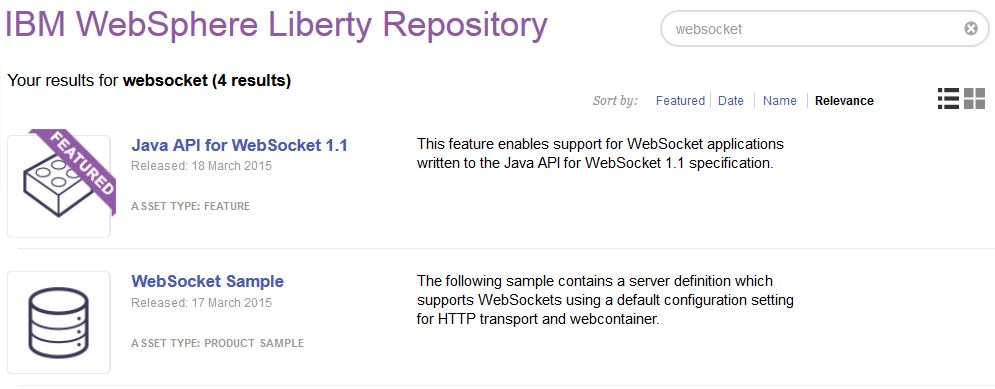 IBM WebSphere Liberty Repository
websocket
Your results for websocket (4 results)
Sort by: Featured Date Name Relevance
FEATURED
Java API for WebSocket 1.1
Released: 18 March 2015
ASSET TYPE: FEATURE
This feature enables support for WebSocket applications
written to the Java API for WebSocket 1.1 specification.
WebSocket Sample
Released: 17 March 2015
ASSET TYPE: PRODUCT SAMPLE
The following sample contains a server definition which
supports WebSockets using a default configuration setting
for HTTP transport and webcontainer.